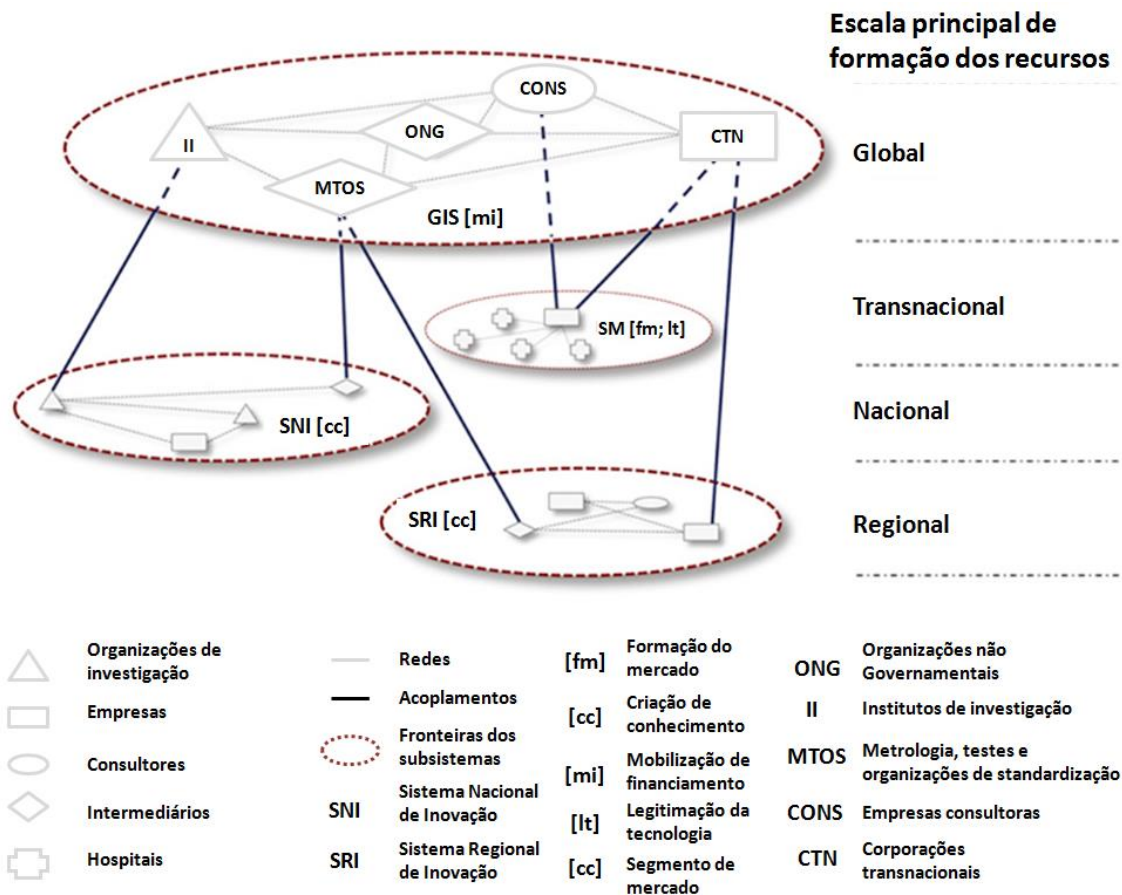 Escala principal de
formação dos recursos
CONS
ONG
II
CTN
MTOS
GIS [mi]
Global
Transnacional
SM [fm; lt]
Nacional
SNI [cc]
SRI [cc]
Regional
Organizações de
investigação
Empresas
Consultores
Intermediários
Hospitais
Redes
Acoplamentos
Fronteiras dos
subsistemas
SNI
Sistema Nacional
de Inovação
SRI
Sistema Regional
de Inovação
[fm]
Formação do
mercado
[cc]
Criação de
conhecimento
[mi]
Mobilização de
financiamento
[lt]
Legitimação da
tecnologia
[cc]
Segmento de
mercado
ONG
Organizações não
Governamentais
II
Institutos de investigação
MTOS
Metrologia, testes e
organizações de standardização
CONS
Empresas consultoras
CTN
Corporações
transnacionais